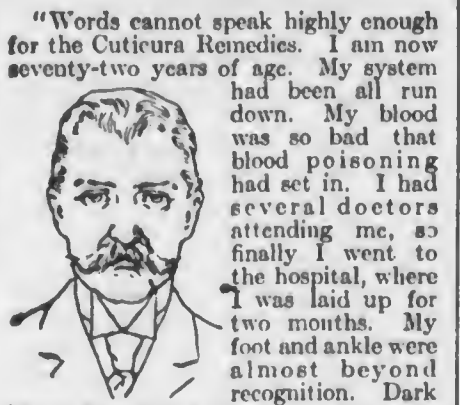 "Words cannot speak highly enough
for the Cuticura Remedies. I am now
seventy-two years of age. My system
had been all run
down. My blood
was so bad that
blood poisoning
had set in. I had
several doctors
attending me, so
finally I went to
the hospital, where
I was laid up for
two months. My
foot and ankle were
almost beyond
recognition. Dark